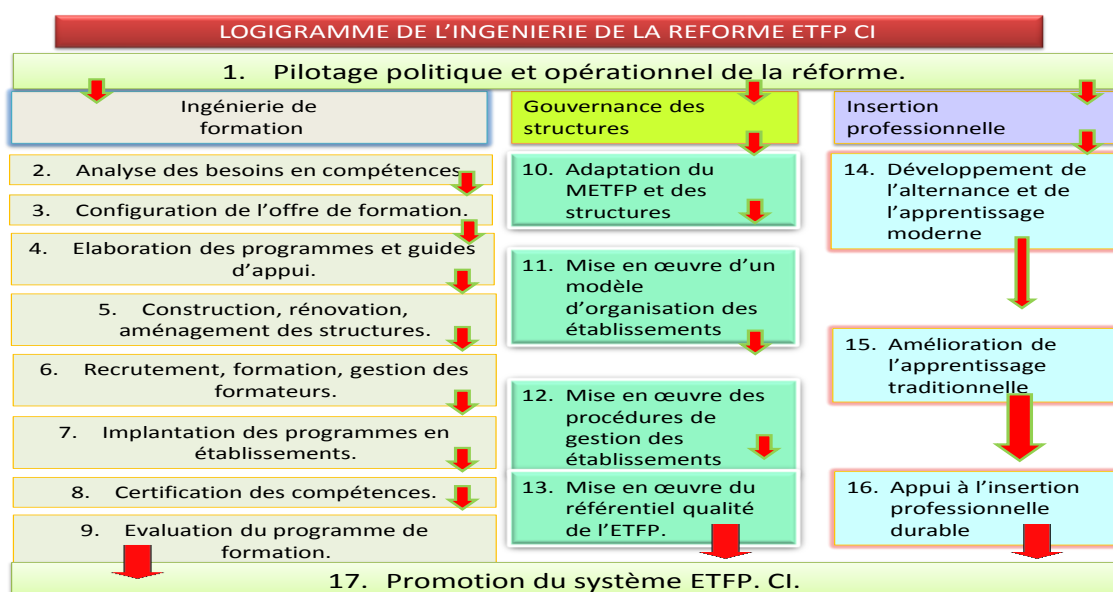 LOGIGRAMME DE L’INGENIERIE DE LA REFORME ETFP CI
1. Pilotage politique et opérationnel de la réforme.
Ingénierie de
formation
2. Analyse des besoins en compétences
3. Configuration de l’offre de formation.
4. Elaboration des programmes et guides
d’appui.
5. Construction, rénovation,
aménagement des structures.
6. Recrutement, formation, gestion des
formateurs.
7. Implantation des programmes en
établissements.
8. Certification des compétences.
9. Evaluation du programme de
formation.
Gouvernance des
structures
10. Adaptation du
METFP et des
structures
11. Mise en œuvre d’un
modèle
d’organisation des
établissements
12. Mise en œuvre des
procédures de
gestion des
établissements
13. Mise en œuvre du
référentiel qualité
de l’ETFP.
Insertion
professionnelle
14. Développement de
l’alternance et de
l’apprentissage
moderne
15. Amélioration de
l’apprentissage
traditionnelle
16. Appui à l’insertion
professionnelle
durable
17. Promotion du système ETFP. CI.